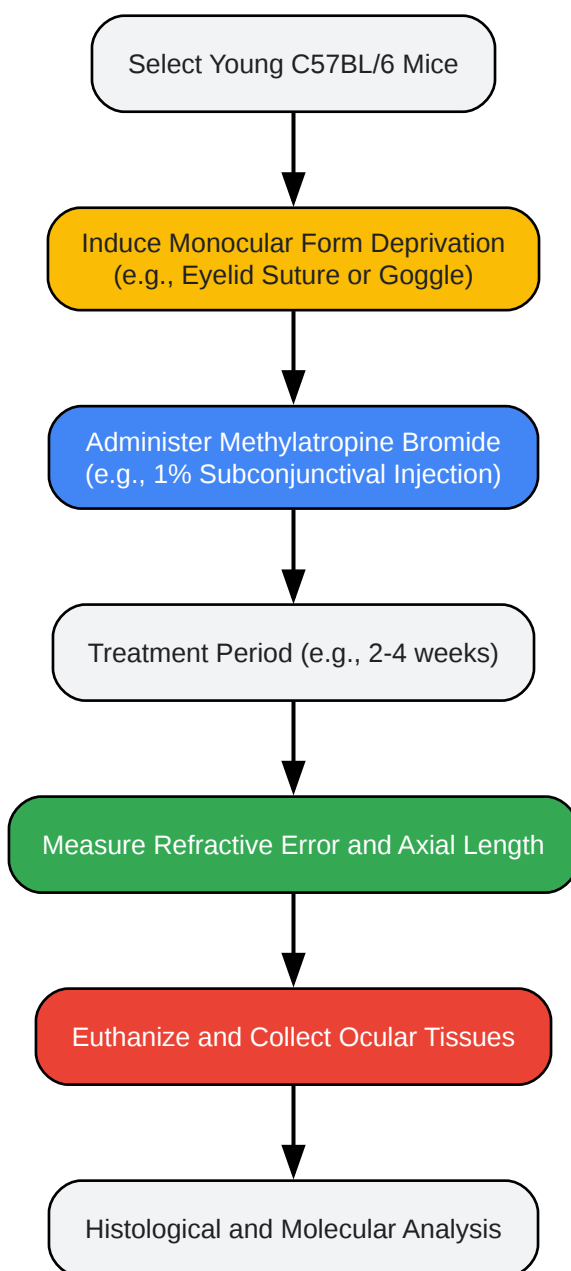 Select Young C57BL/6 Mice
Induce Monocular Form Deprivation
(e.g., Eyelid Suture or Goggle)
Administer Methylatropine Bromide
(e.g., 1% Subconjunctival Injection)
Treatment Period (e.g., 2-4 weeks)
Measure Refractive Error and Axial Length
Euthanize and Collect Ocular Tissues
Histological and Molecular Analysis